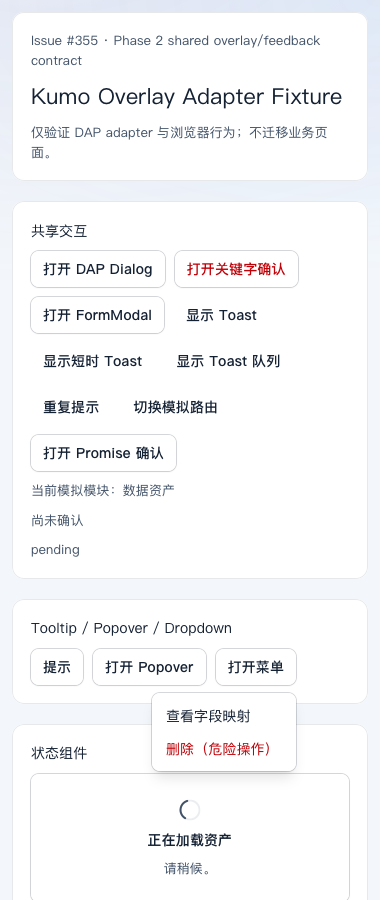 Issue #355 · Phase 2 shared overlay/feedback
contract
Kumo Overlay Adapter Fixture
仅验证 DAP adapter 与浏览器行为；不迁移业务页
面。
共享交互
打开 DAP Dialog
打开关键字确认
打开 FormModal
显示 Toast
显示短时 Toast
显示 Toast 队列
重复提示
切换模拟路由
打开 Promise 确认
当前模拟模块：数据资产
尚未确认
pending
Tooltip / Popover / Dropdown
提示
打开 Popover
打开菜单
查看字段映射
删除（危险操作）
状态组件
正在加载资产
请稍候。